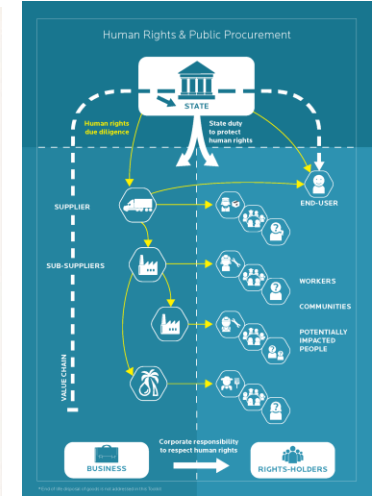 Human Rights & Public Procurement
STATE
Human rights
due diligence
State duty
to protect
human rights
SUPPLIER
END-USER
SUB-SUPPLIERS
WORKERS
COMMUNITIES
POTENTIALLY
IMPACTED
PEOPLE
VALUE CHAIN
Corporate responsibility
to respect human rights
BUSINESS
RIGHTS-HOLDERS